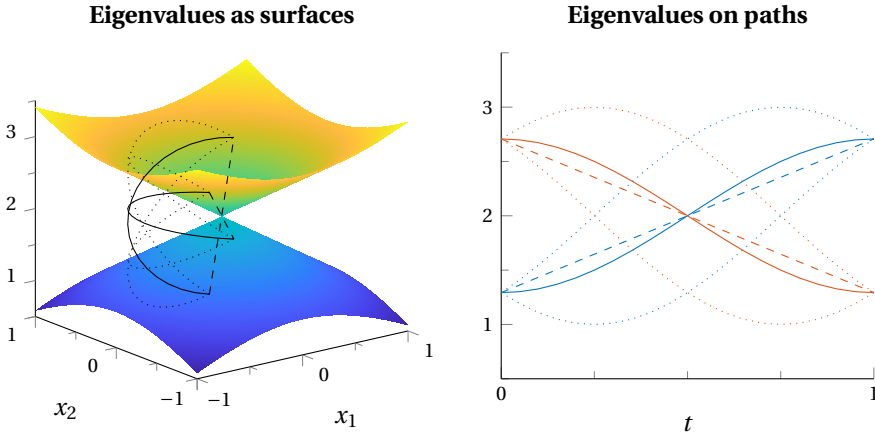 Eigenvalues as surfaces
3
2
1
1
0
−1
−1
0
1
x₂
x₁
Eigenvalues on paths
3
2
1
0
1
t